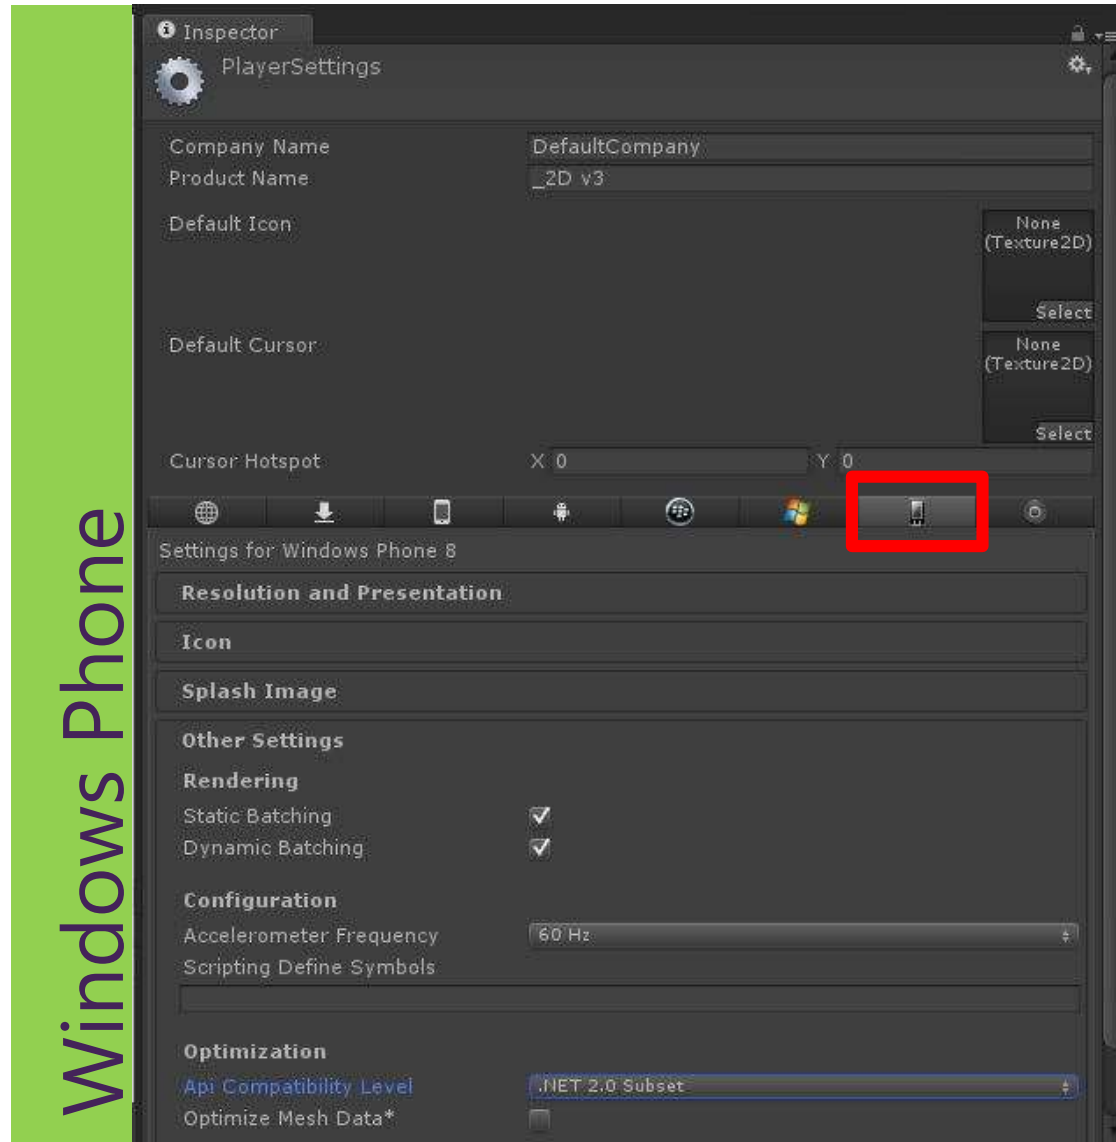 Windows Phone
Inspector
PlayerSettings
Company Name DefaultCompany
Product Name _2D v3
Default Icon None
(Texture2D)
Select
Default Cursor None
(Texture2D)
Select
Cursor Hotspot X 0 Y 0
Settings for Windows Phone 8
Resolution and Presentation
Icon
Splash Image
Other Settings
Rendering
Static Batching
Dynamic Batching
Configuration
Accelerometer Frequency 60 Hz
Scripting Define Symbols
Optimization
Api Compatibility Level .NET 2.0 Subset
Optimize Mesh Data*